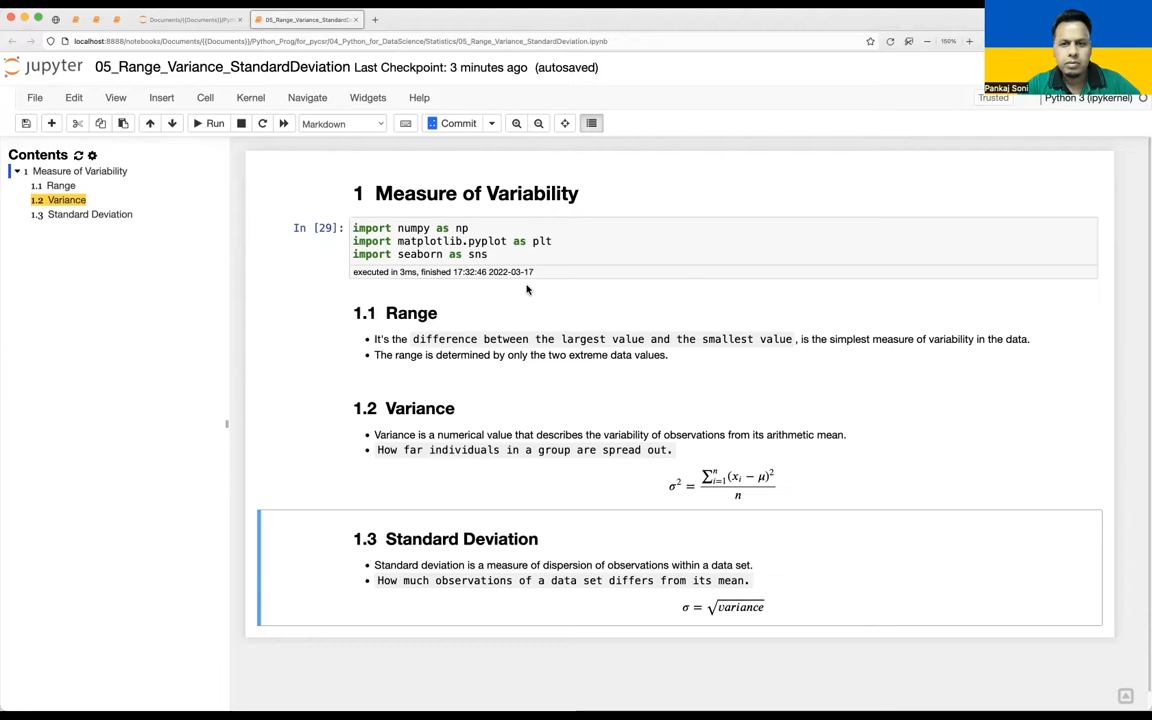 Documents/{{Documents}/Pyth
05_Range_Variance_StandardD
localhost:8888/notebooks/Documents/{{Documents}/Python_Prog/for_pycsr/04_Python_for_DataScience/Statistics/05_Range_Variance_StandardDeviation.ipynb
150%
Pankaj Soni
jupyter 05_Range_Variance_StandardDeviation Last Checkpoint: 3 minutes ago (autosaved)
File Edit View Insert Cell Kernel Navigate Widgets Help
Trusted Python 3 (ipykernel)
Run Markdown Commit
Contents
1 Measure of Variability
1.1 Range
1.2 Variance
1.3 Standard Deviation
1 Measure of Variability
In [29]: import numpy as np
import matplotlib.pyplot as plt
import seaborn as sns
executed in 3ms, finished 17:32:46 2022-03-17
1.1 Range
• It's the difference between the largest value and the smallest value , is the simplest measure of variability in the data.
• The range is determined by only the two extreme data values.
1.2 Variance
• Variance is a numerical value that describes the variability of observations from its arithmetic mean.
• How far individuals in a group are spread out.
σ² = ∑ⁿᵢ₌₁(xᵢ − μ)² / n
1.3 Standard Deviation
• Standard deviation is a measure of dispersion of observations within a data set.
• How much observations of a data set differs from its mean.
σ = √variance